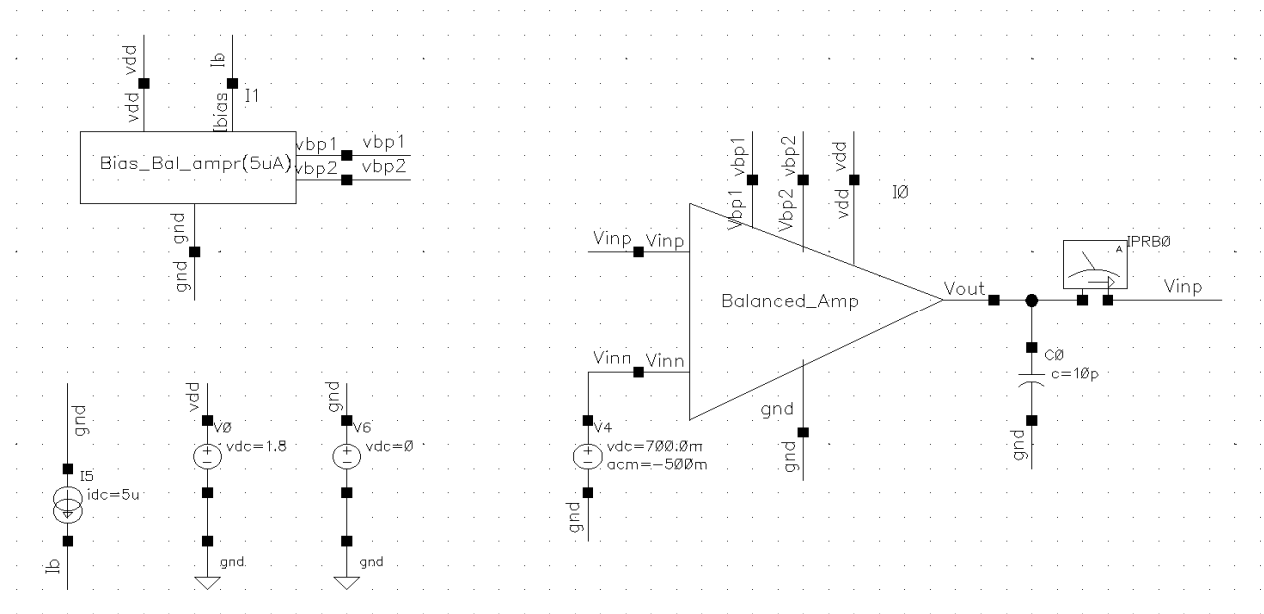 vdd
Ib
vdd
Ibias
I1
Bias_Bal_ampr(5uA)
vbp1
vbp1
vbp2
vbp2
gnd
gnd
vbp1
vbp2
vdd
Vbp1
Vbp2
vdd
I0
Vinp
Vinp
Balanced_Amp
Vinn
Vinn
gnd
gnd
Vout
IPRB0
A
Vinp
C0
c=10p
gnd
V4
vdc=700.0m
acm=-500m
gnd
gnd
I5
idc=5u
Ib
vdd
V0
vdc=1.8
gnd
gnd
V6
vdc=0
gnd